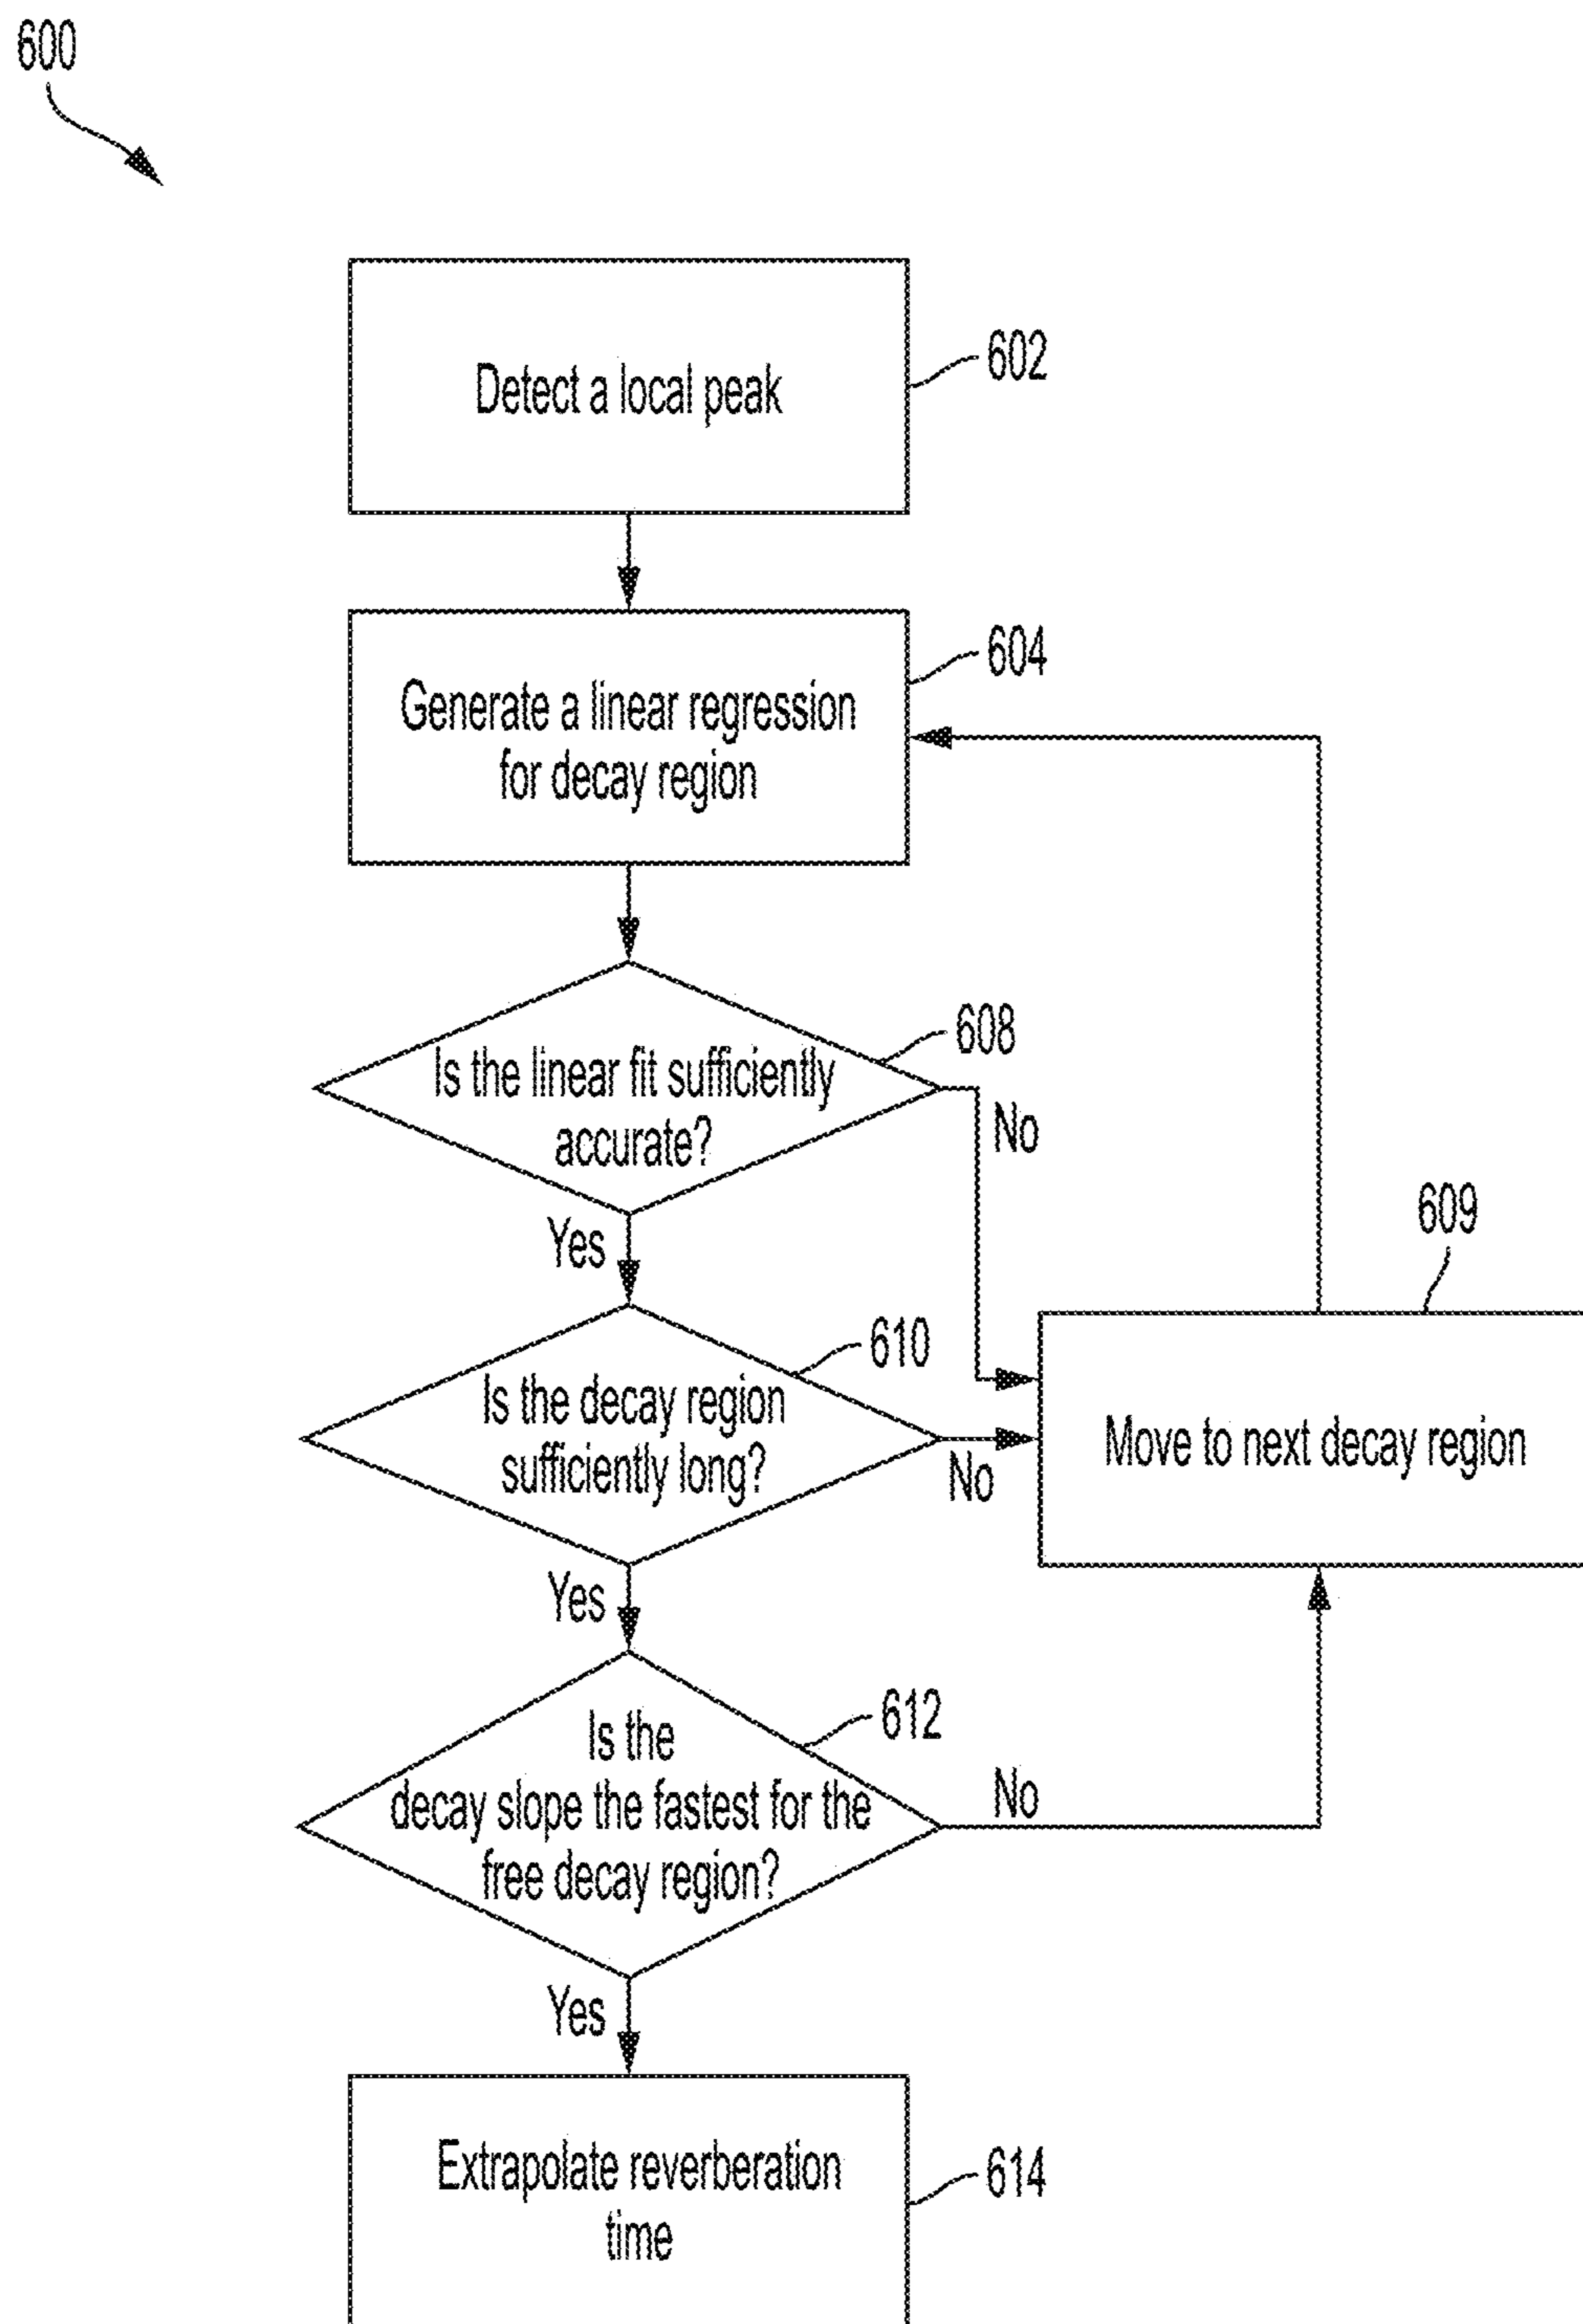 600
Detect a local peak
602
Generate a linear regression
for decay region
604
Is the linear fit sufficiently
accurate?
608
No
Yes
609
Is the decay region
sufficiently long?
610
No
Move to next decay region
Yes
Is the
decay slope the fastest for the
free decay region?
612
No
Yes
Extrapolate reverberation
time
614